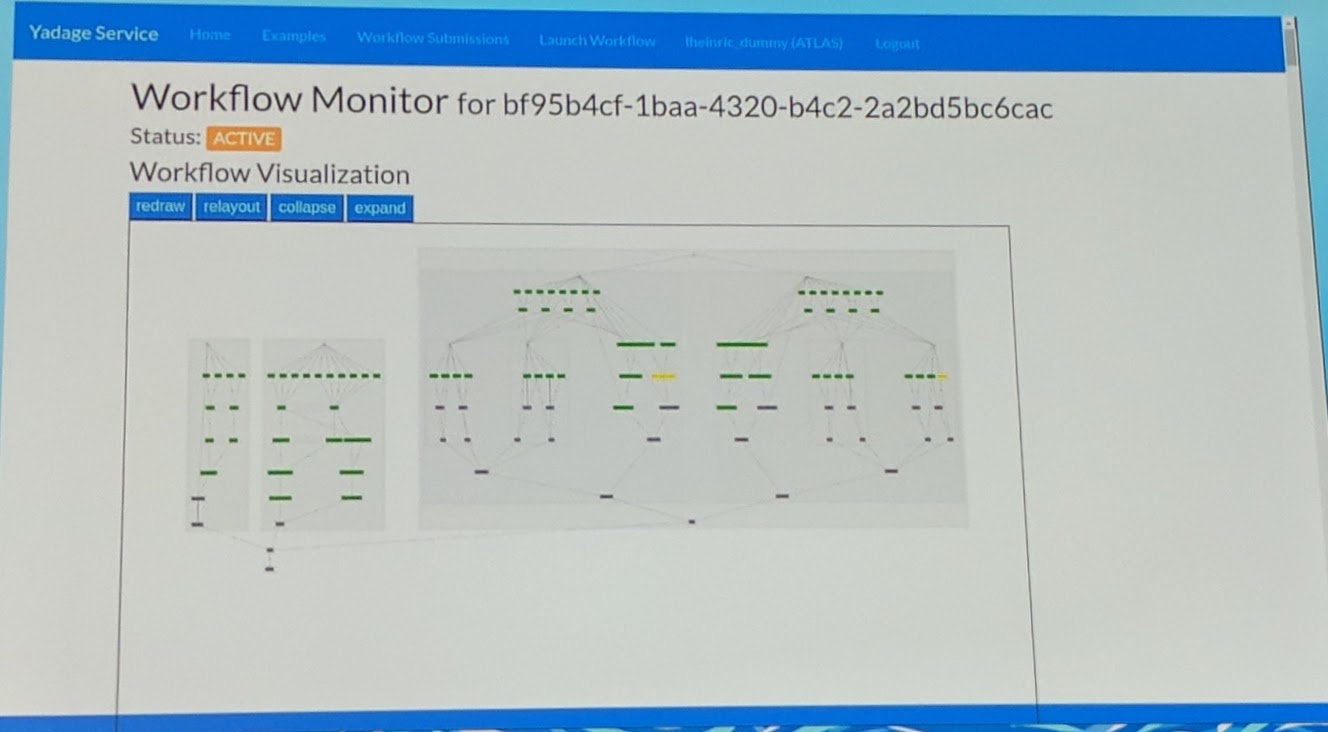 Yadage Service Home Examples Workflow Submissions Launch Workflow lheinric_dummy (ATLAS) Logout
Workflow Monitor for bf95b4cf-1baa-4320-b4c2-2a2bd5bc6cac
Status: ACTIVE
Workflow Visualization
redraw relayout collapse expand